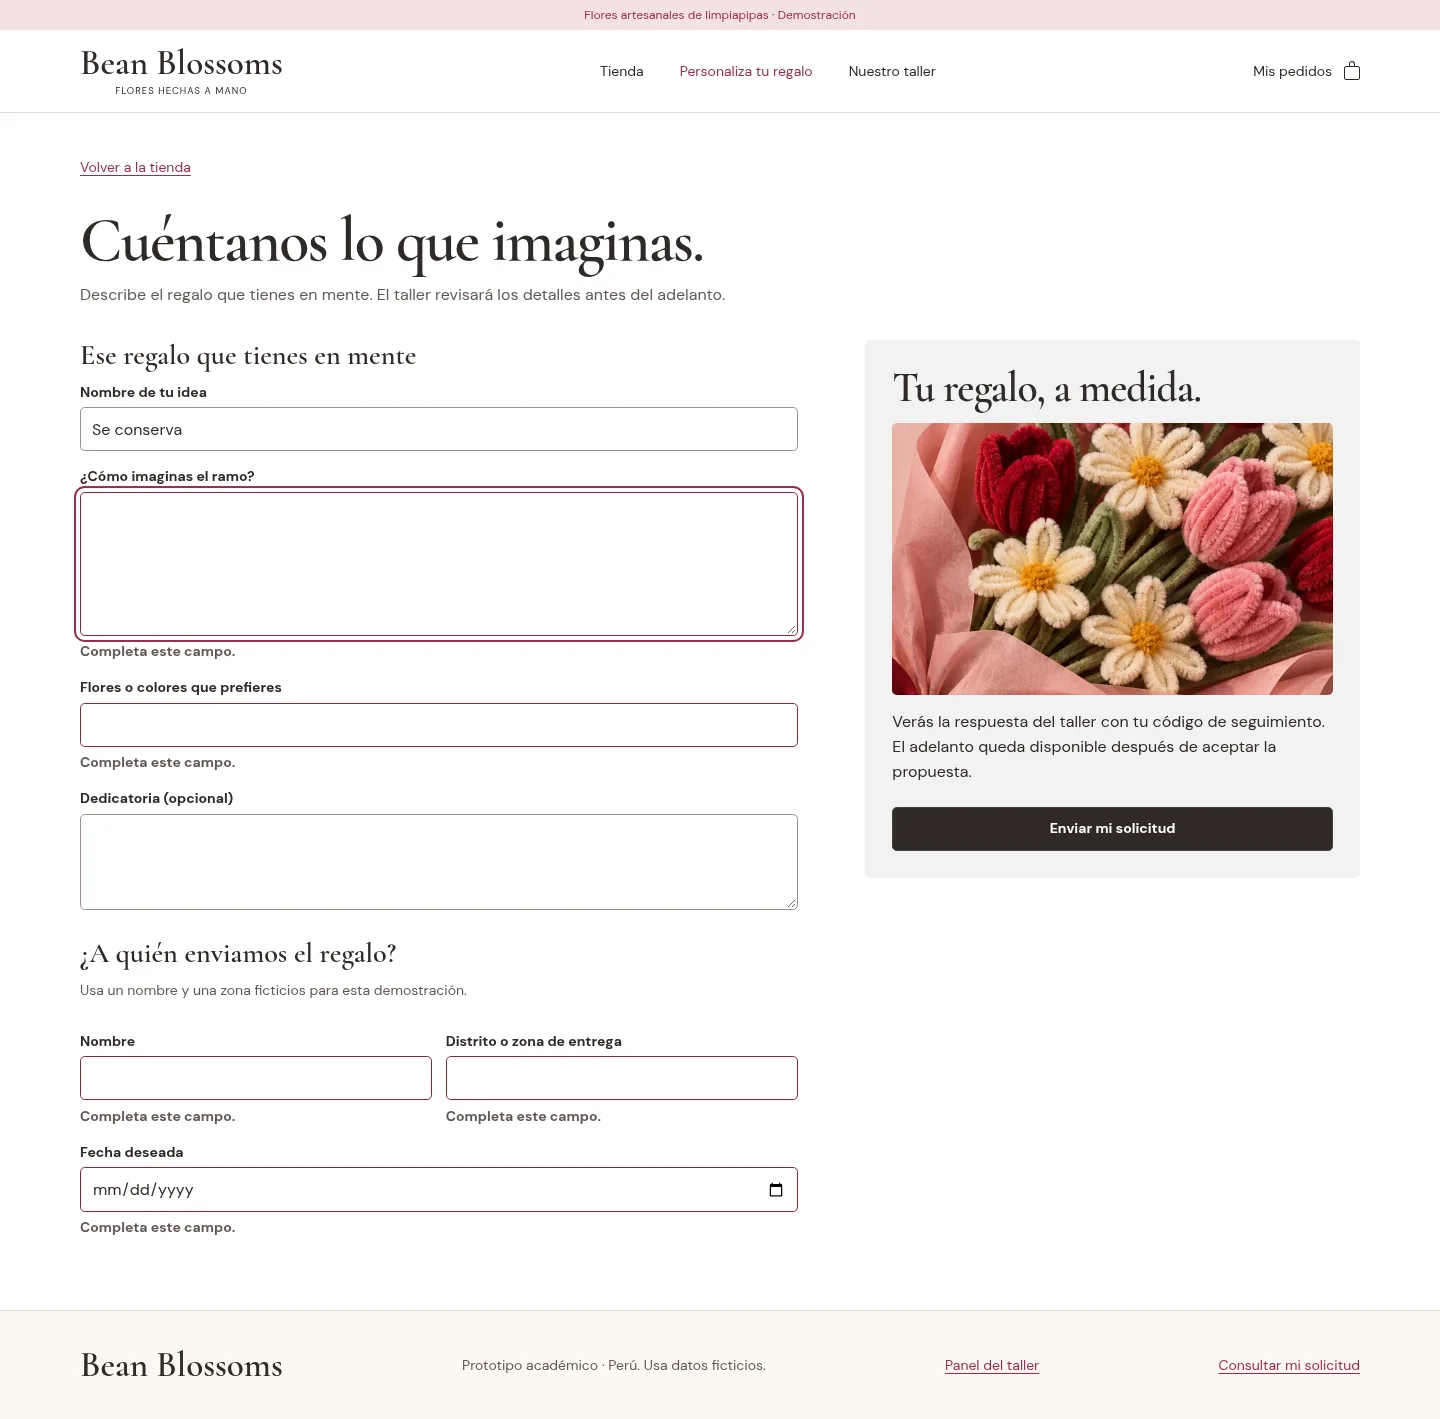 Flores artesanales de limpiapipas · Demostración
Bean Blossoms
FLORES HECHAS A MANO
Tienda
Personaliza tu regalo
Nuestro taller
Mis pedidos
Volver a la tienda
Cuéntanos lo que imaginas.
Describe el regalo que tienes en mente. El taller revisará los detalles antes del adelanto.
Ese regalo que tienes en mente
Nombre de tu idea
Se conserva
¿Cómo imaginas el ramo?
Completa este campo.
Flores o colores que prefieres
Completa este campo.
Dedicatoria (opcional)
¿A quién enviamos el regalo?
Usa un nombre y una zona ficticios para esta demostración.
Nombre
Completa este campo.
Distrito o zona de entrega
Completa este campo.
Fecha deseada
mm/dd/yyyy
Completa este campo.
Tu regalo, a medida.
Verás la respuesta del taller con tu código de seguimiento.
El adelanto queda disponible después de aceptar la
propuesta.
Enviar mi solicitud
Bean Blossoms
Prototipo académico · Perú. Usa datos ficticios.
Panel del taller
Consultar mi solicitud